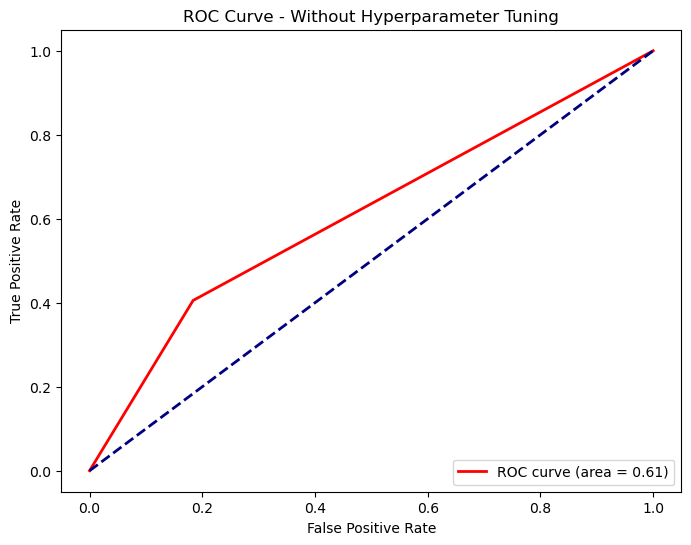 ROC Curve - Without Hyperparameter Tuning
True Positive Rate
1.0
0.8
0.6
0.4
0.2
0.0
ROC curve (area = 0.61)
0.0 0.2 0.4 0.6 0.8 1.0
False Positive Rate